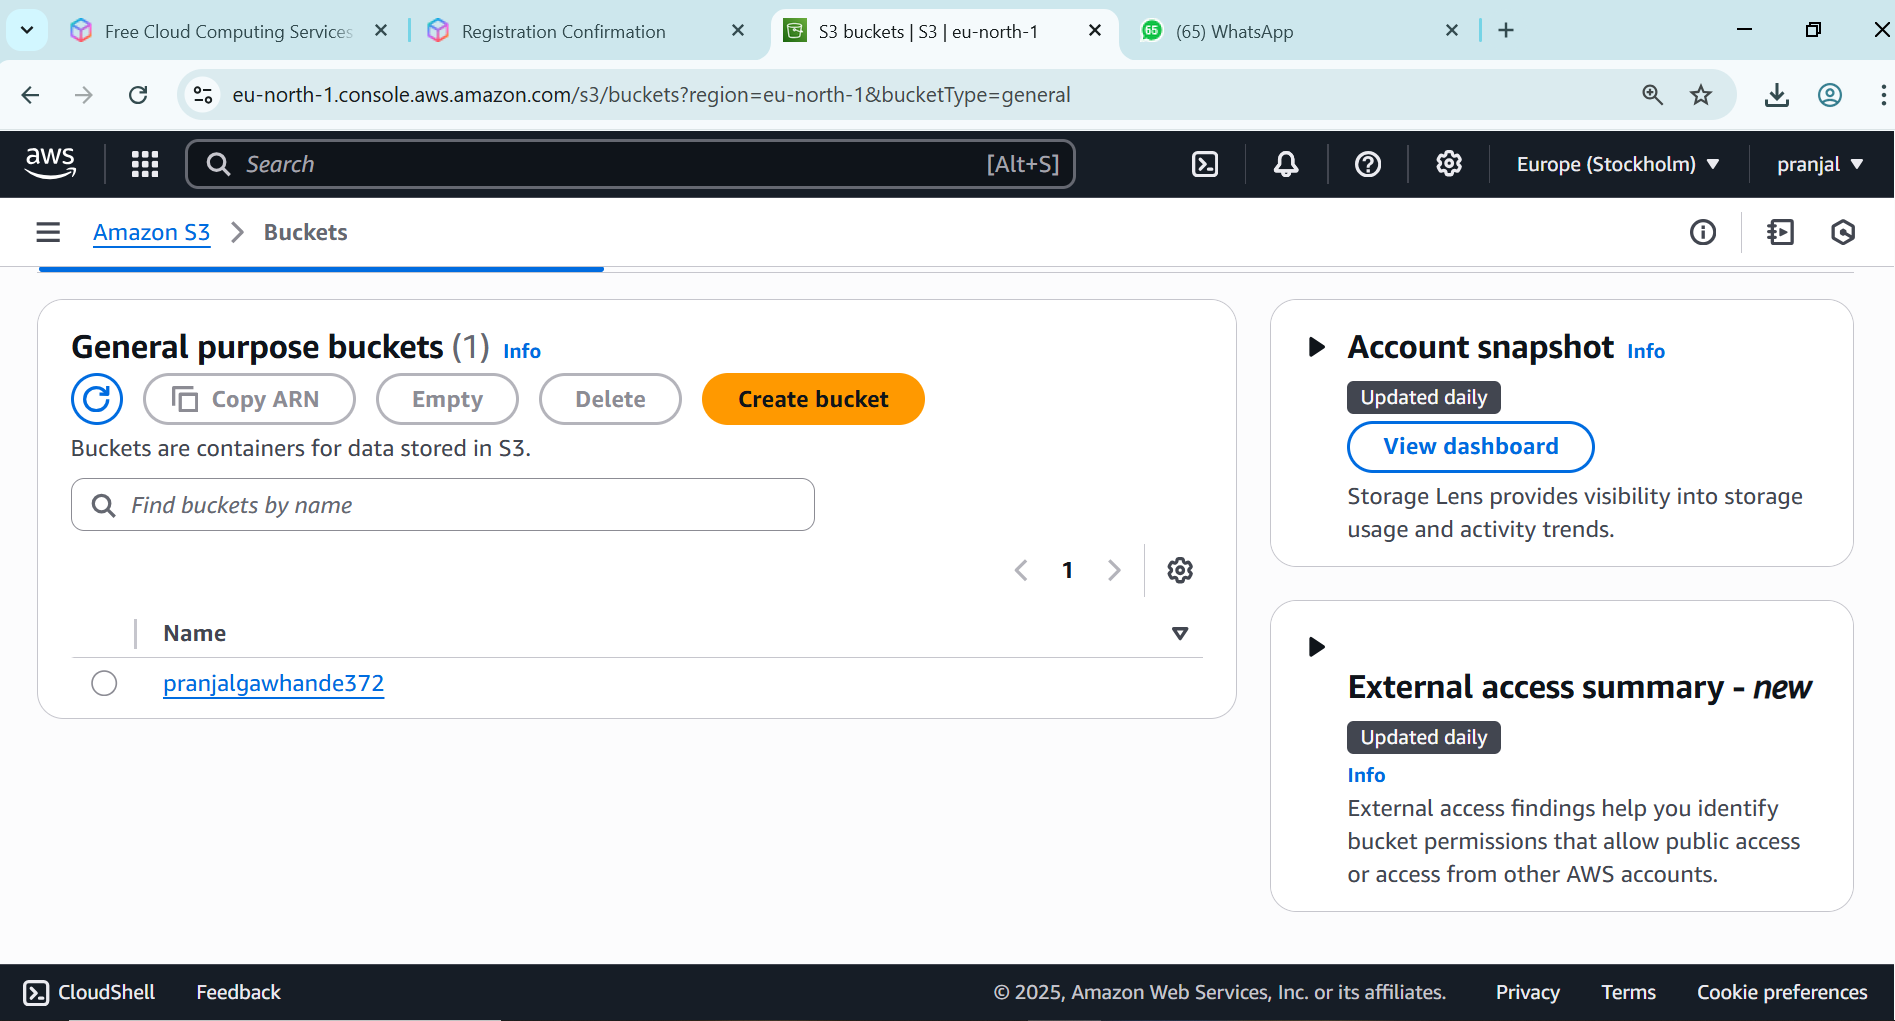 Free Cloud Computing Services
Registration Confirmation
S3 buckets | S3 | eu-north-1
65
(65) WhatsApp
eu-north-1.console.aws.amazon.com/s3/buckets?region=eu-north-1&bucketType=general
aws
Search
[Alt+S]
Europe (Stockholm)
pranjal
Amazon S3
Buckets
General purpose buckets (1) Info
Copy ARN
Empty
Delete
Create bucket
Buckets are containers for data stored in S3.
Find buckets by name
1
Name
pranjalgawhande372
Account snapshot Info
Updated daily
View dashboard
Storage Lens provides visibility into storage
usage and activity trends.
External access summary - new
Updated daily
Info
External access findings help you identify
bucket permissions that allow public access
or access from other AWS accounts.
CloudShell
Feedback
© 2025, Amazon Web Services, Inc. or its affiliates.
Privacy
Terms
Cookie preferences